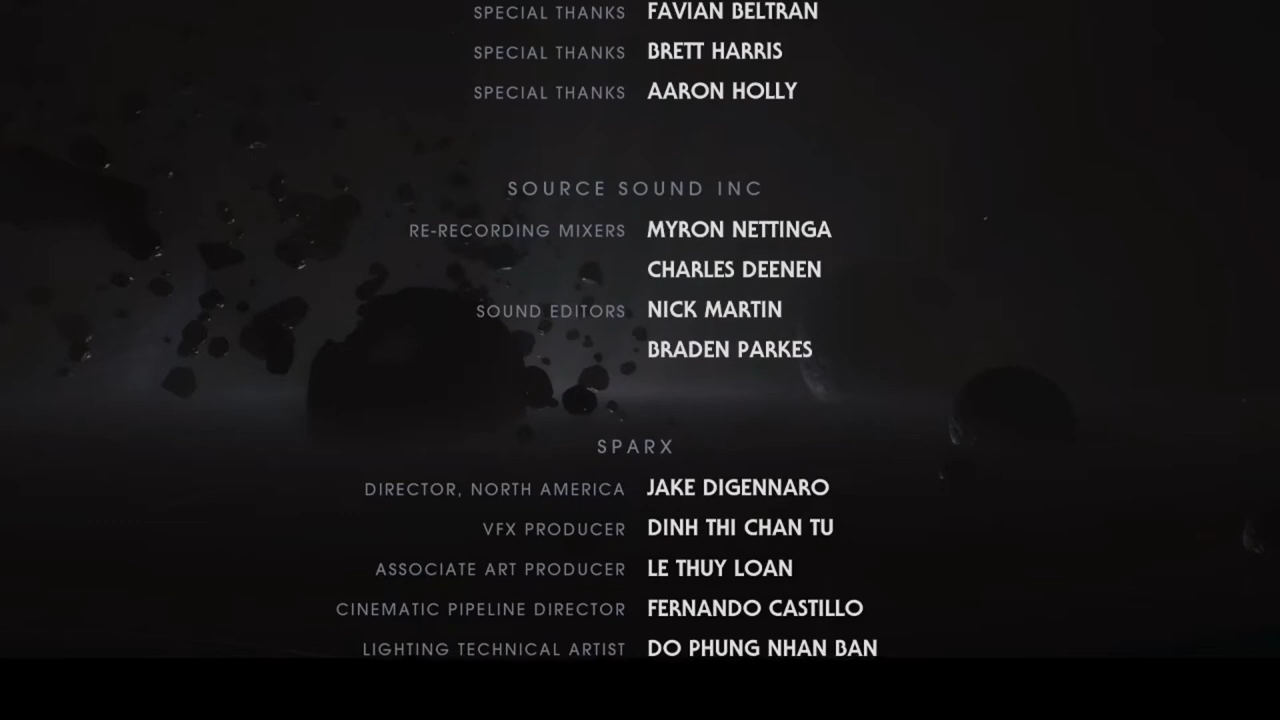 SPECIAL THANKS FAVIAN BELTRAN
SPECIAL THANKS BRETT HARRIS
SPECIAL THANKS AARON HOLLY
SOURCE SOUND INC
RE-RECORDING MIXERS MYRON NETTINGA
CHARLES DEENEN
SOUND EDITORS NICK MARTIN
BRADEN PARKES
SPARX
DIRECTOR, NORTH AMERICA JAKE DIGENNARO
VFX PRODUCER DINH THI CHAN TU
ASSOCIATE ART PRODUCER LE THUY LOAN
CINEMATIC PIPELINE DIRECTOR FERNANDO CASTILLO
LIGHTING TECHNICAL ARTIST DO PHUNG NHAN BAN